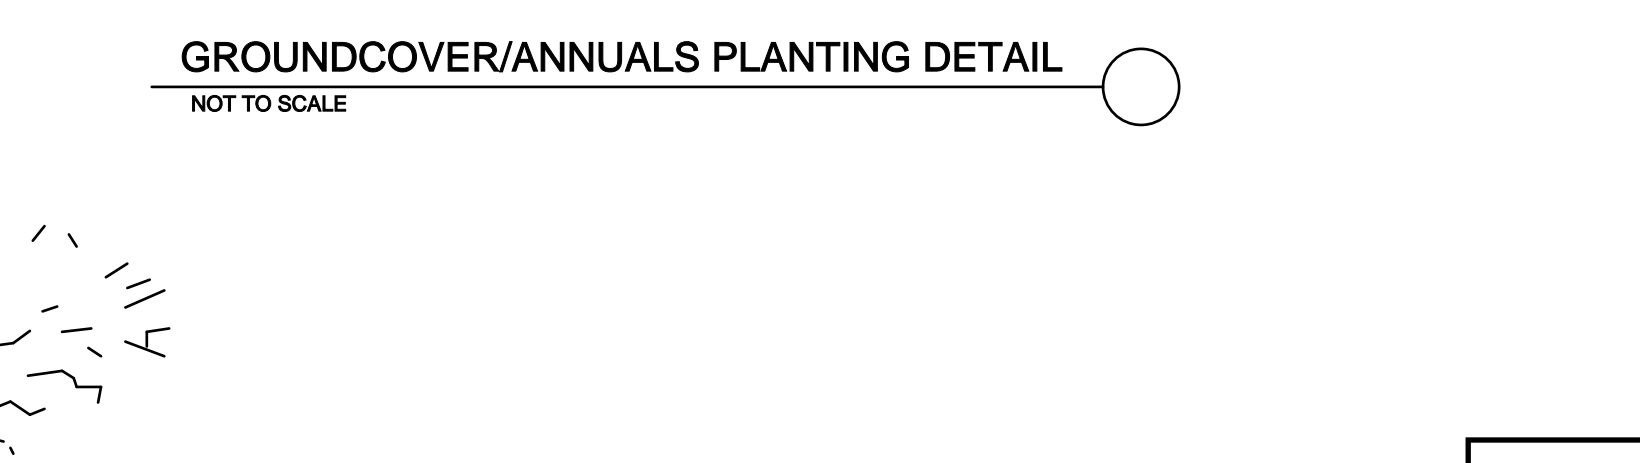 GROUNDCOVER/ANNUALS PLANTING DETAIL
NOT TO SCALE